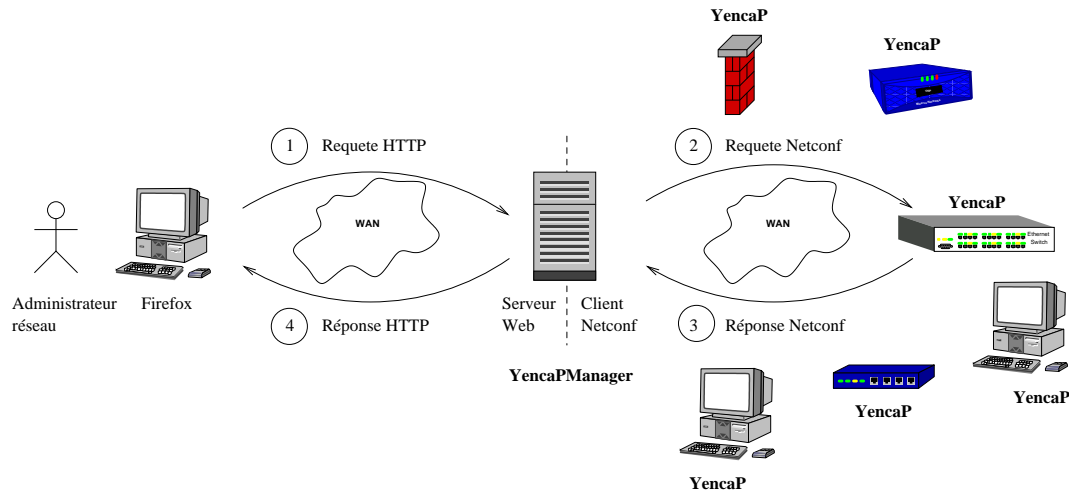 YencaP
YencaP
1 Requete HTTP
2 Requete Netconf
YencaP
WAN
WAN
Ethernet
Switch
Administrateur
réseau
Firefox
4 Réponse HTTP
Serveur
Web
Client
Netconf
3 Réponse Netconf
YencaPManager
YencaP
YencaP
YencaP